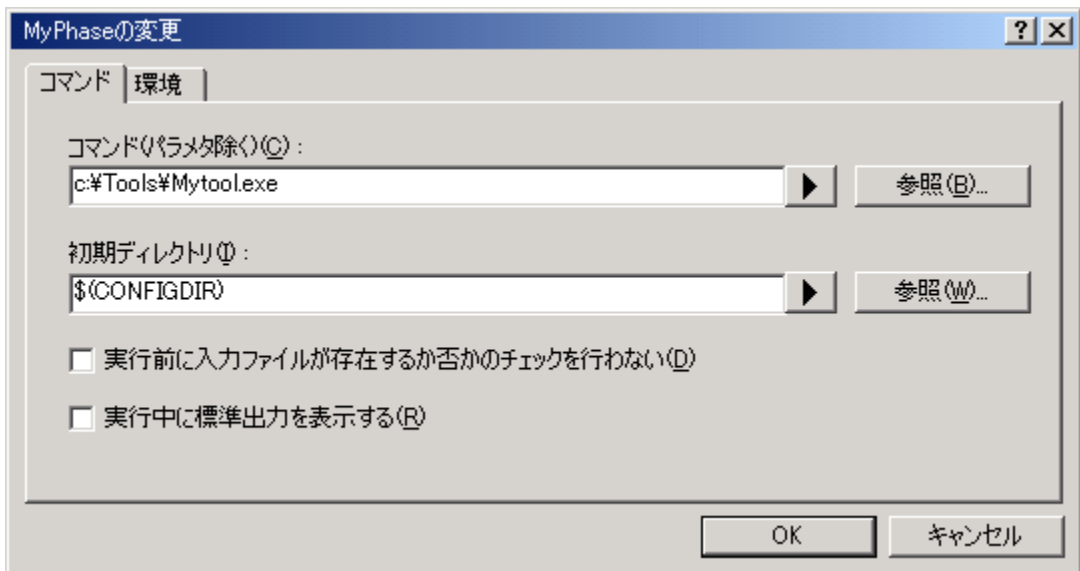 MyPhaseの変更
コマンド 環境
コマンド(パラメタ除く)(C) :
c:¥Tools¥Mytool.exe 参照(B)...
初期ディレクトリ(I) :
$(CONFIGDIR) 参照(W)...
実行前に入力ファイルが存在するか否かのチェックを行わない(D)
実行中に標準出力を表示する(R)
OK キャンセル